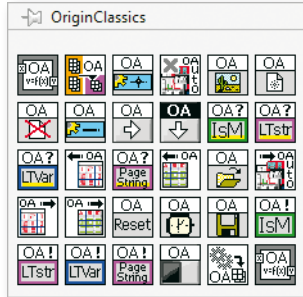 OriginClassics
OA v=f(x) OA OA OA Auto OA OA
OA OA OA OA OA? IsM OA? LTstr
OA? LTVar OA OA? Page String OA OA OA
OA OA OA Reset OA OA OA! IsM
OA! LTstr OA! LTVar OA! Page String OA OA OA v=f(x)